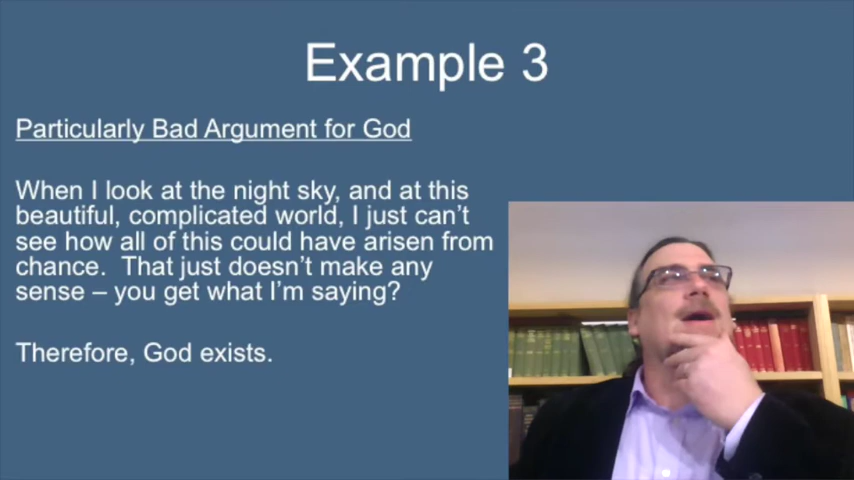 Example 3
Particularly Bad Argument for God
When I look at the night sky, and at this
beautiful, complicated world, I just can't
see how all of this could have arisen from
chance.  That just doesn't make any
sense – you get what I'm saying?
Therefore, God exists.